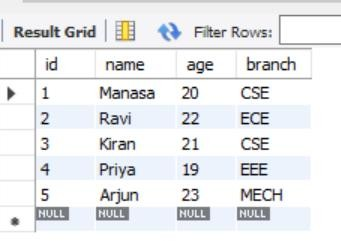 Result Grid Filter Rows:
id name age branch
1 Manasa 20 CSE
2 Ravi 22 ECE
3 Kiran 21 CSE
4 Priya 19 EEE
5 Arjun 23 MECH
NULL NULL NULL NULL